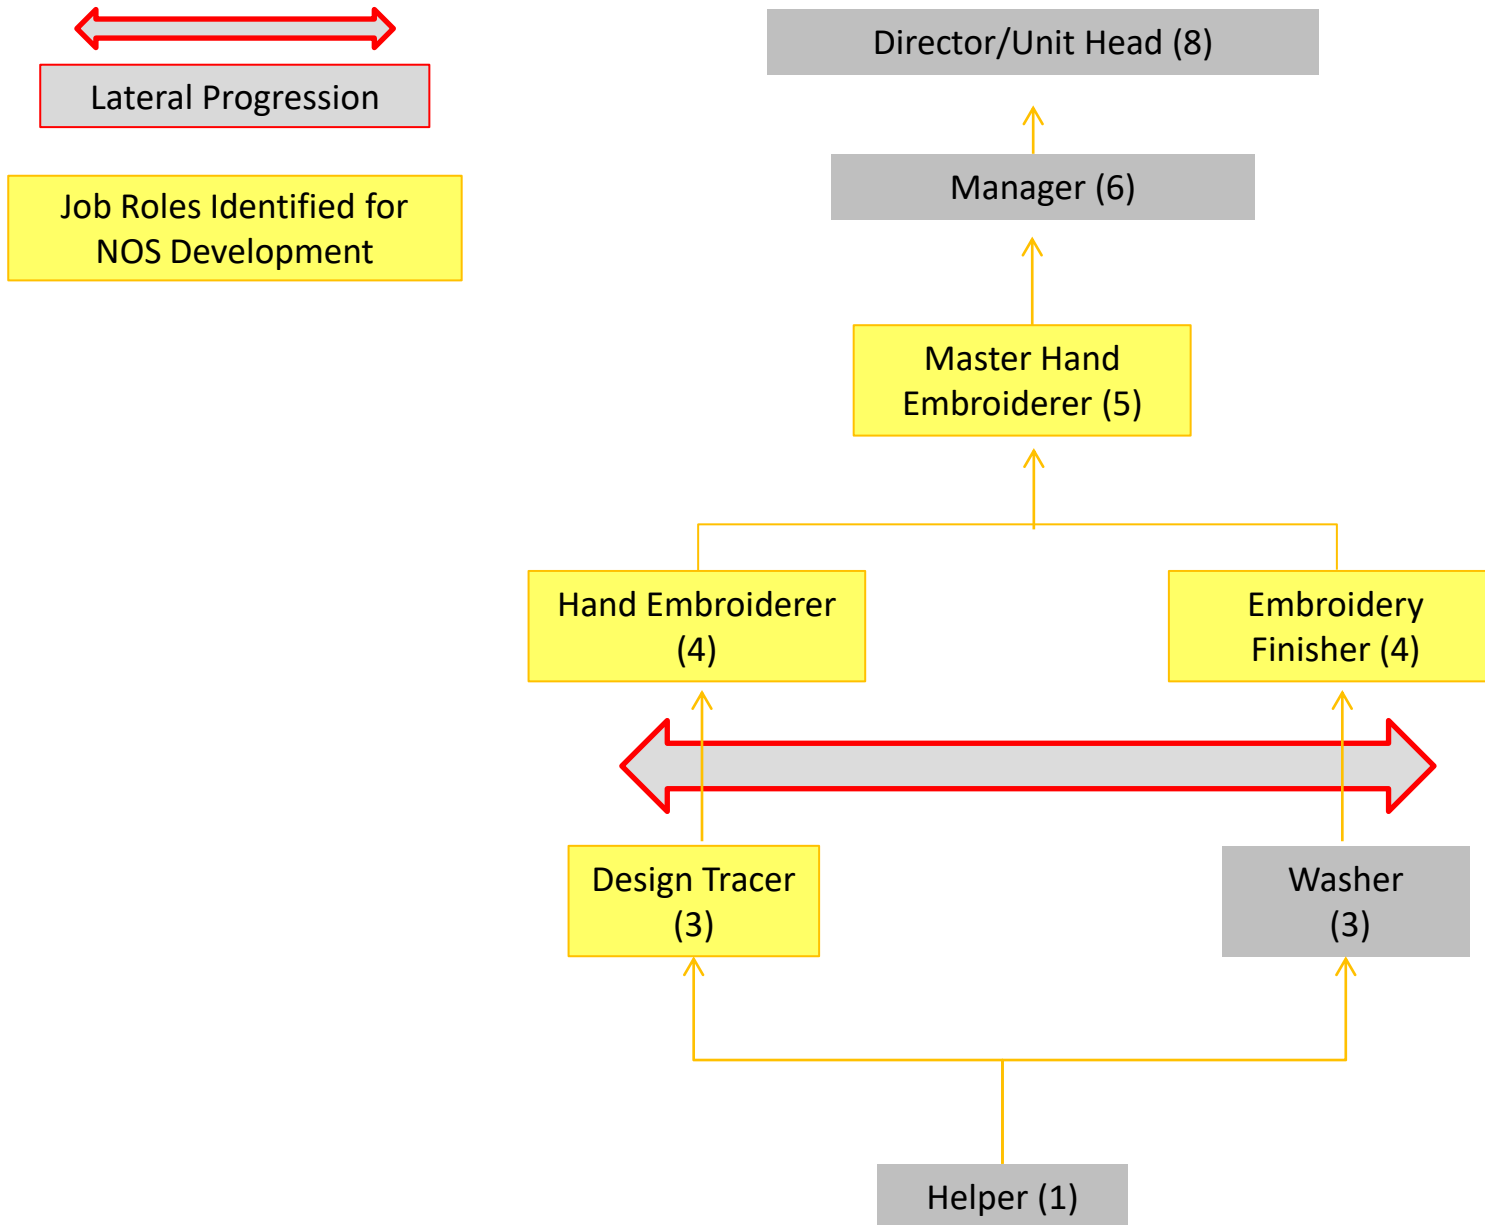 Lateral Progression
Job Roles Identified for
NOS Development
Director/Unit Head (8)
Manager (6)
Master Hand
Embroiderer (5)
Hand Embroiderer
(4)
Embroidery
Finisher (4)
Design Tracer
(3)
Washer
(3)
Helper (1)